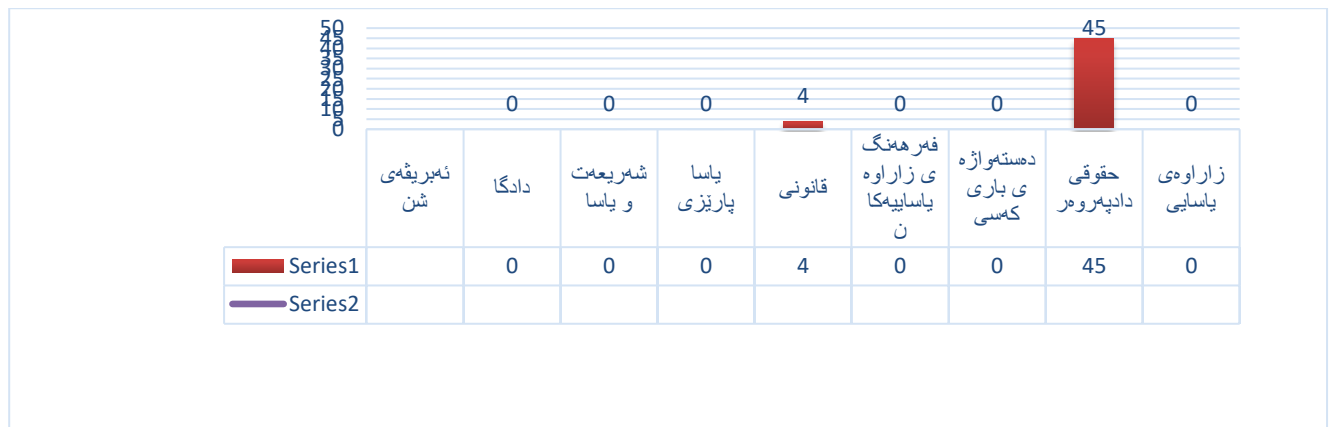 50
45
40
35
30
25
20
15
10
5
0
0 0 0 4 0 0 45 0
ئەبریڤەی
شن
دادگا
شەریعەت
و یاسا
یاسا
پارێزی
قانونی
فەرهەنگ
ی زاراوە
یاساییەکا
ن
دەستەواژە
ی باری
کەسی
حقوقی
دادپەروەر
زاراوەی
یاسایی
Series1 0 0 0 4 0 0 45 0
Series2